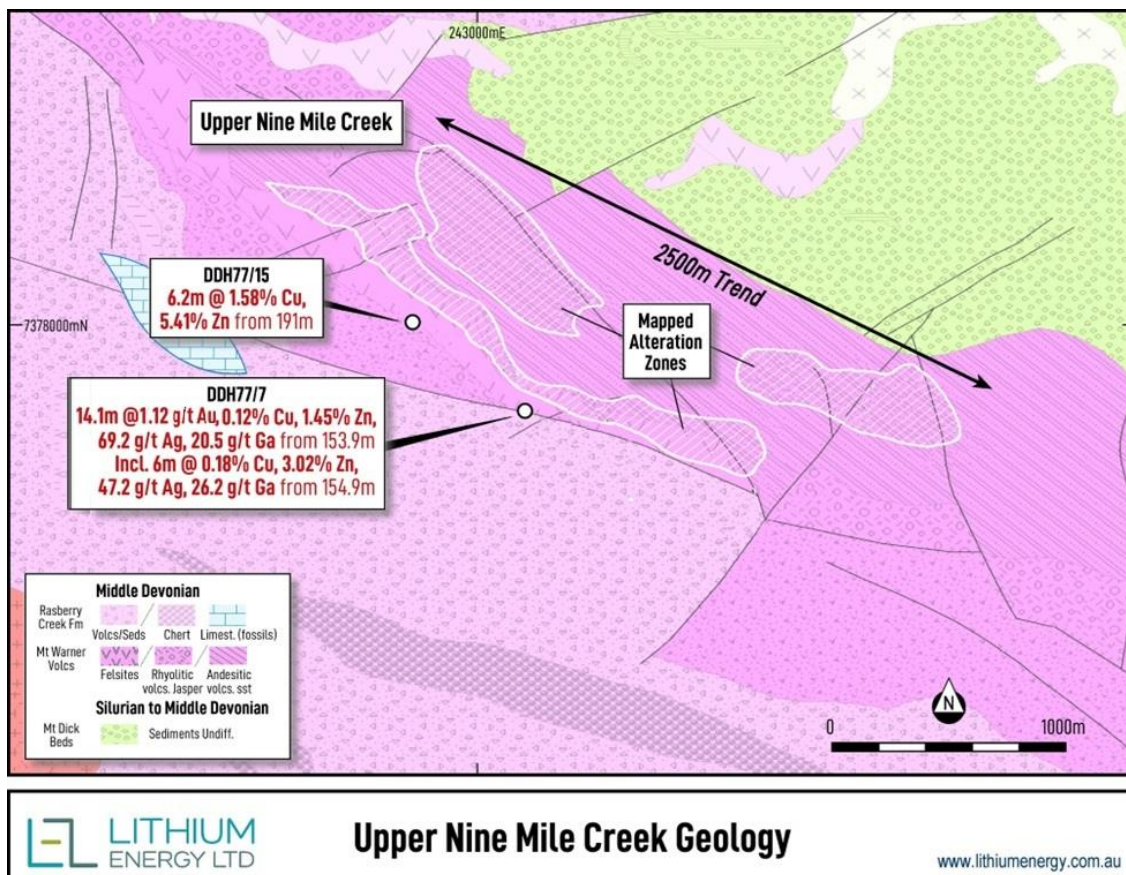 243000mE
Upper Nine Mile Creek
2500m Trend
DDH77/15
6.2m @ 1.58% Cu,
5.41% Zn from 191m
7378000mN
Mapped
Alteration
Zones
DDH77/7
14.1m @1.12 g/t Au, 0.12% Cu, 1.45% Zn,
69.2 g/t Ag, 20.5 g/t Ga from 153.9m
Incl. 6m @ 0.18% Cu, 3.02% Zn,
47.2 g/t Ag, 26.2 g/t Ga from 154.9m
Middle Devonian
Rasberry
Creek Fm
Volcs/Seds
Chert
Limest. (fossils)
Mt Warner
Volcs
Felsites
Rhyolitic
volcs. Jasper
Andesitic
volcs. sst
Silurian to Middle Devonian
Mt Dick
Beds
Sediments Undiff.
N
0
1000m
LITHIUM
ENERGY LTD
Upper Nine Mile Creek Geology
www.lithiumenergy.com.au